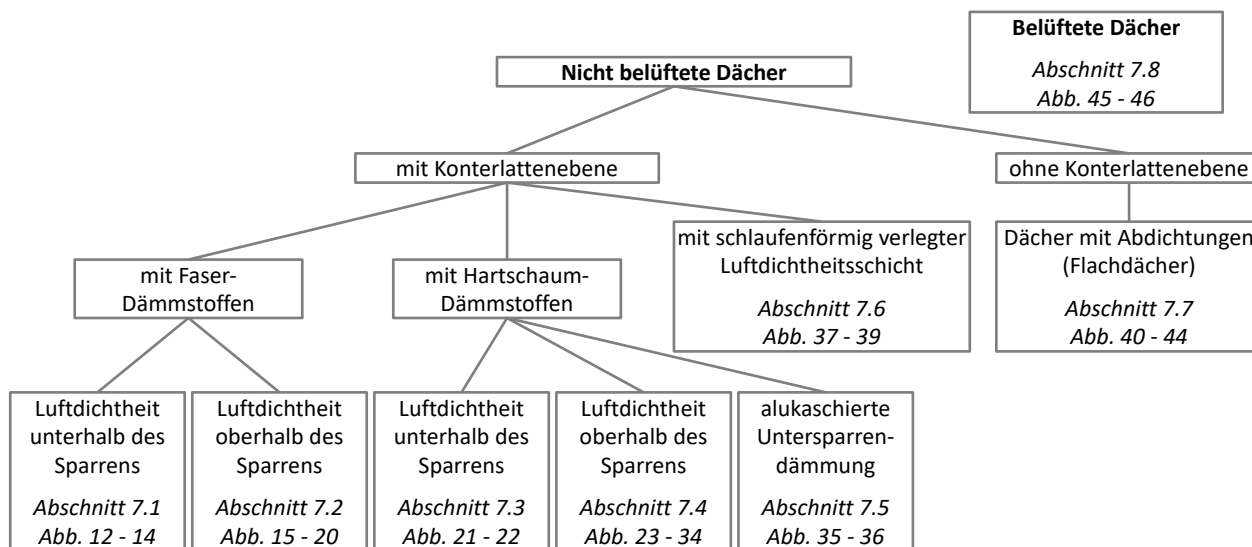 Belüftete Dächer
Abschnitt 7.8
Abb. 45 - 46
Nicht belüftete Dächer
mit Konterlattenebene
ohne Konterlattenebene
mit Faser-
Dämmstoffen
mit Hartschaum-
Dämmstoffen
mit schlaufenförmig verlegter
Luftdichtheitsschicht
Abschnitt 7.6
Abb. 37 - 39
Dächer mit Abdichtungen
(Flachdächer)
Abschnitt 7.7
Abb. 40 - 44
Luftdichtheit
unterhalb des
Sparrens
Abschnitt 7.1
Abb. 12 - 14
Luftdichtheit
oberhalb des
Sparrens
Abschnitt 7.2
Abb. 15 - 20
Luftdichtheit
unterhalb des
Sparrens
Abschnitt 7.3
Abb. 21 - 22
Luftdichtheit
oberhalb des
Sparrens
Abschnitt 7.4
Abb. 23 - 34
alukaschierte
Untersparren-
dämmung
Abschnitt 7.5
Abb. 35 - 36